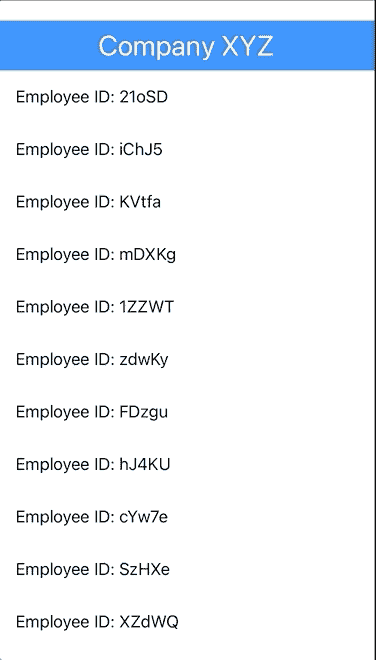 Company XYZ
Employee ID: 21oSD
Employee ID: iChJ5
Employee ID: KVtfa
Employee ID: mDXKg
Employee ID: 1ZZWT
Employee ID: zdwKy
Employee ID: FDzgu
Employee ID: hJ4KU
Employee ID: cYw7e
Employee ID: SzHXe
Employee ID: XZdWQ